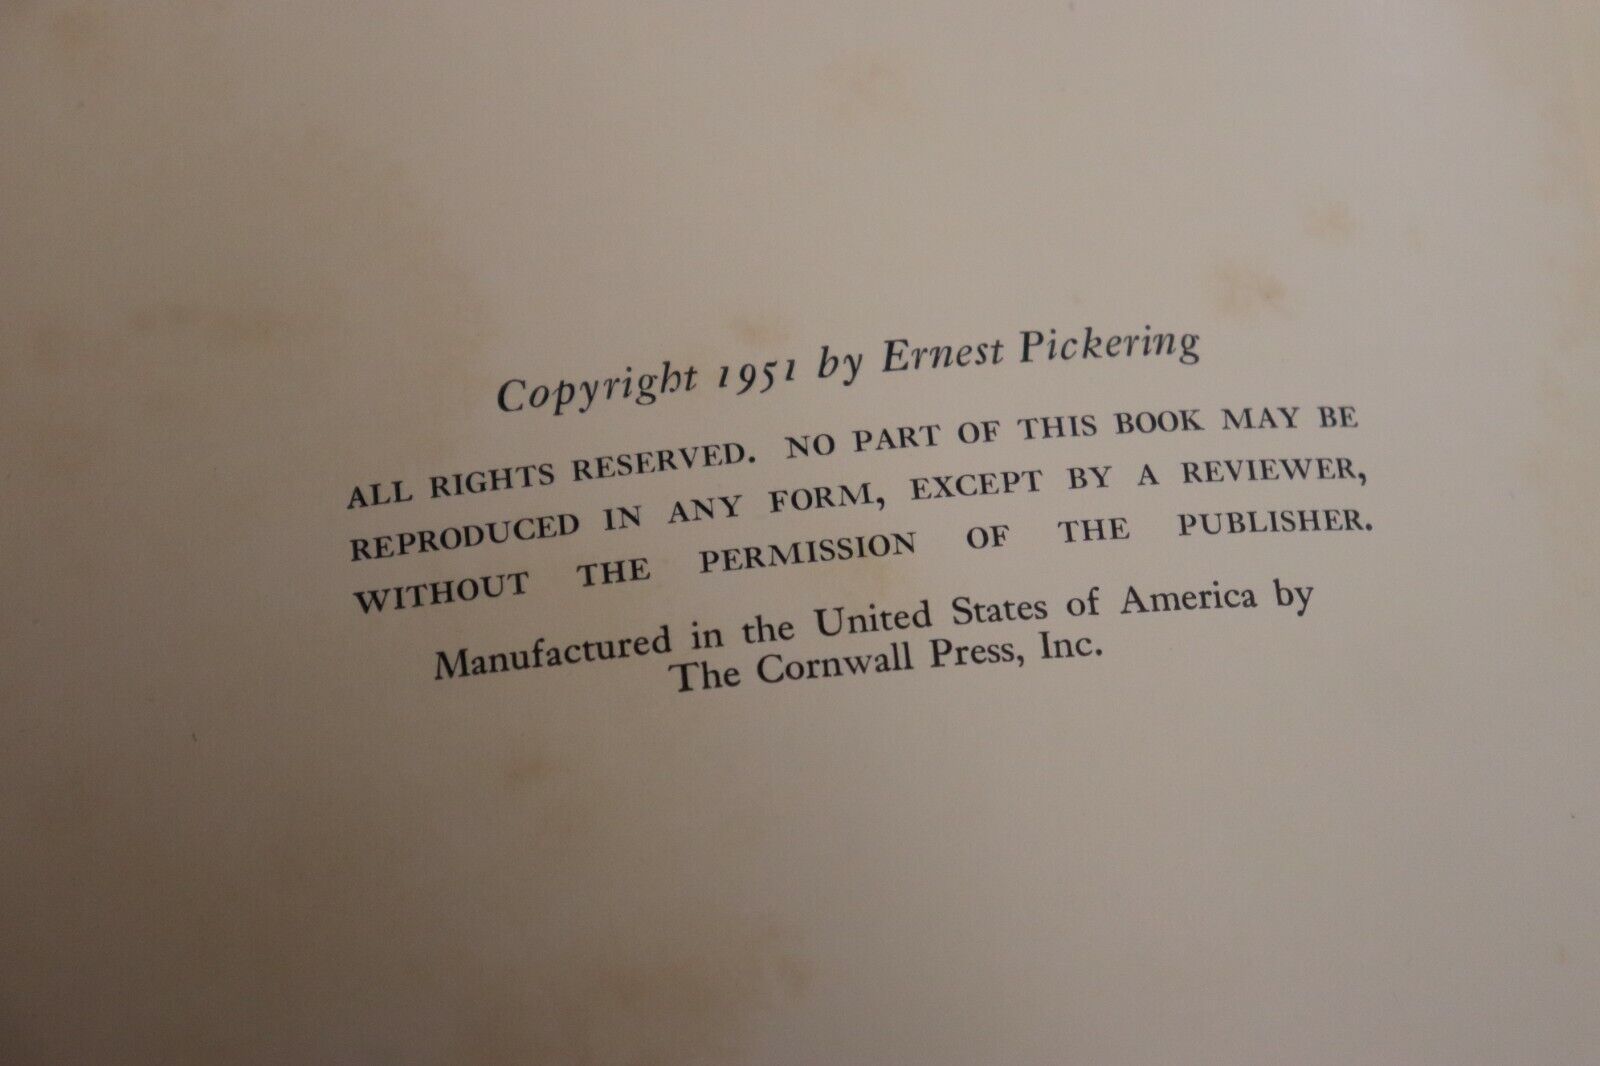 Copyright 1951 by Ernest Pickering
ALL RIGHTS RESERVED. NO PART OF THIS BOOK MAY BE
REPRODUCED IN ANY FORM, EXCEPT BY A REVIEWER,
WITHOUT THE PERMISSION OF THE PUBLISHER.
Manufactured in the United States of America by
The Cornwall Press, Inc.